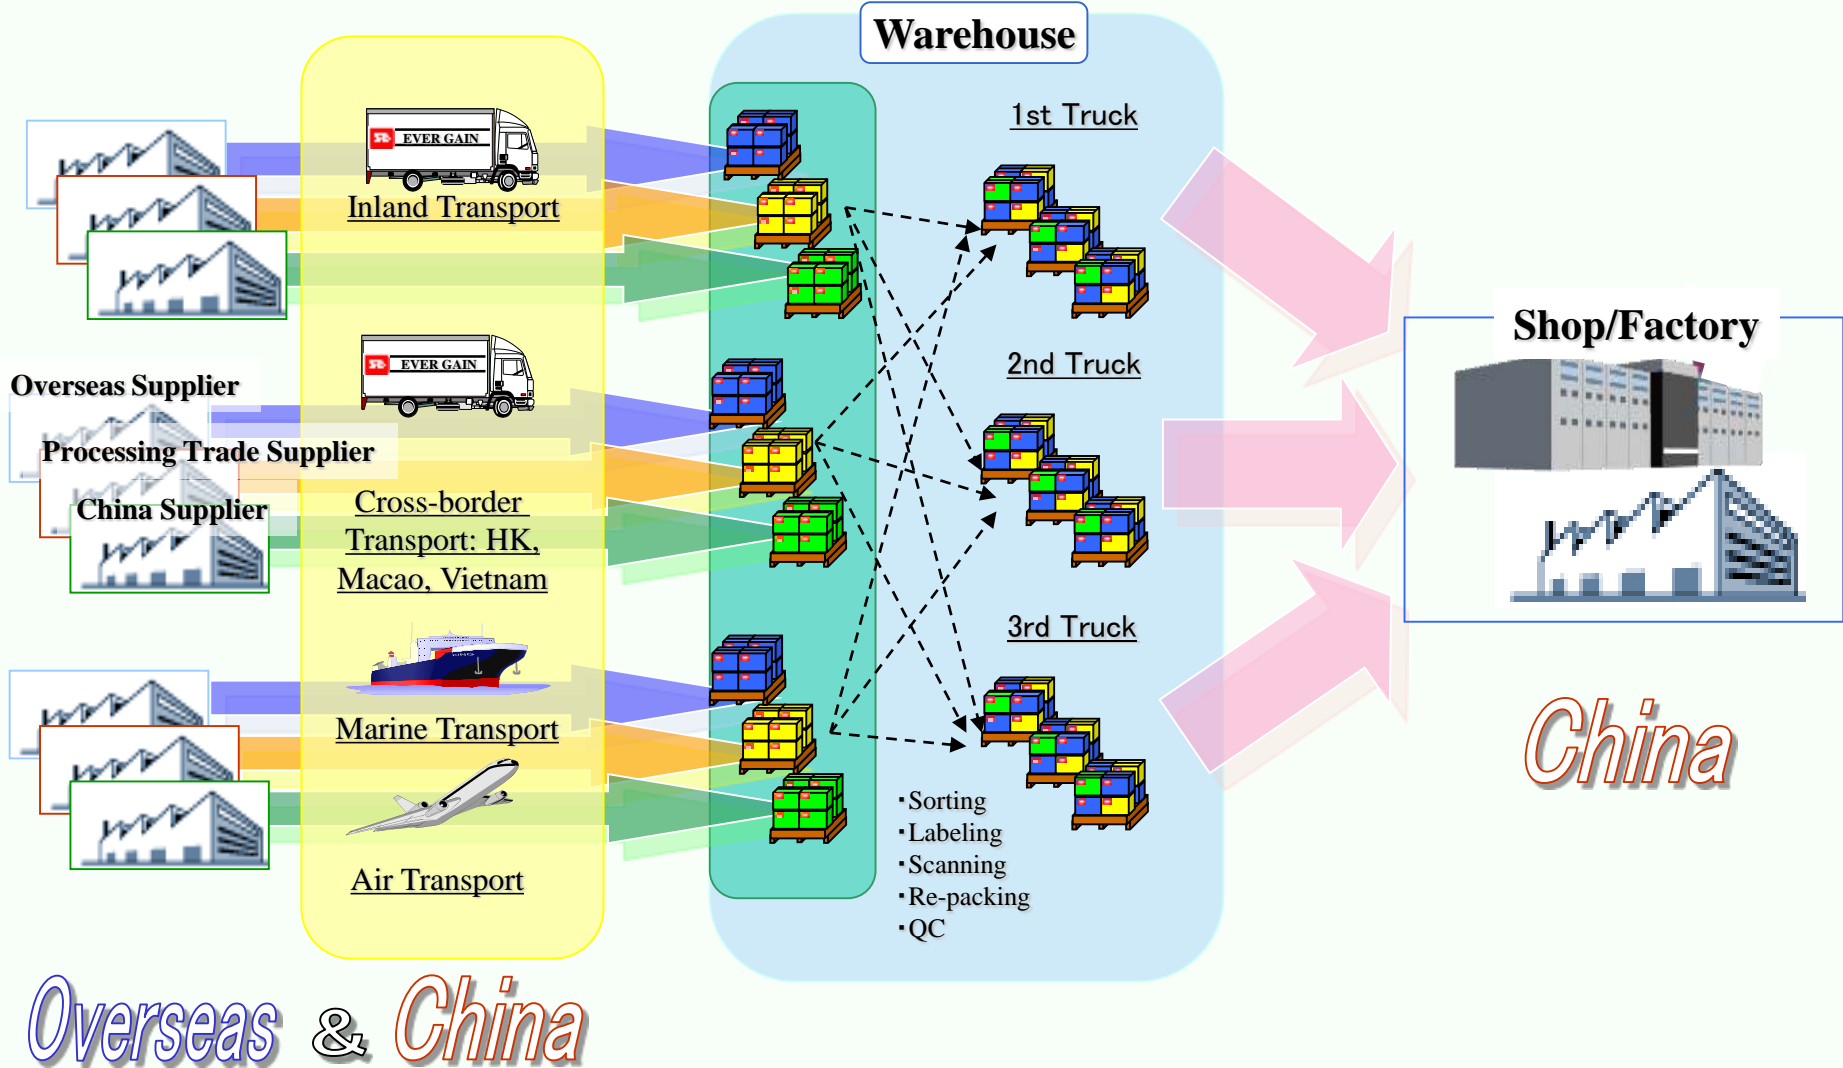 Warehouse
EVER GAIN
Inland Transport
EVER GAIN
Overseas Supplier
Processing Trade Supplier
China Supplier
Cross-border
Transport: HK,
Macao, Vietnam
Marine Transport
Air Transport
1st Truck
2nd Truck
3rd Truck
・Sorting
・Labeling
・Scanning
・Re-packing
・QC
Shop/Factory
China
Overseas & China